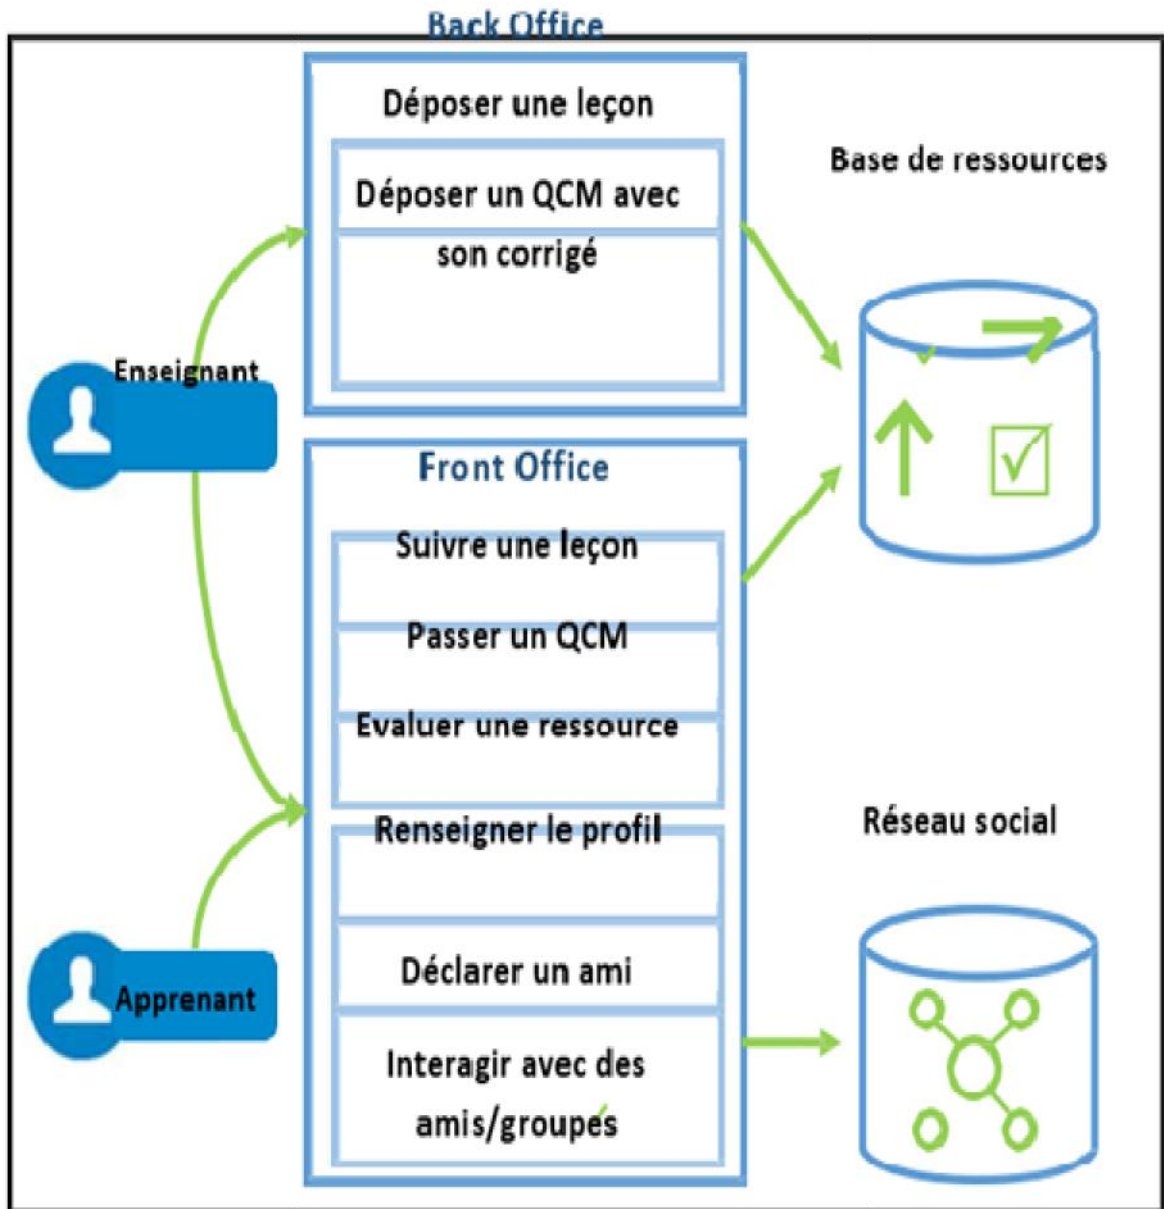 Back Office
Déposer une leçon
Déposer un QCM avec
son corrigé
Base de ressources
Enseignant
Front Office
Suivre une leçon
Passer un QCM
Evaluer une ressource
Renseigner le profil
Déclarer un ami
Interagir avec des
amis/groupes
Réseau social
Apprenant